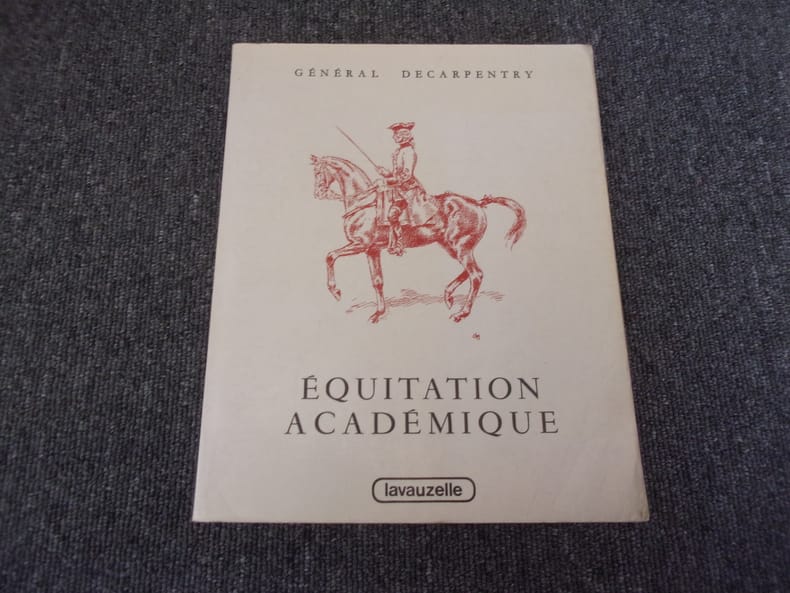 GÉNÉRAL DECARPENTRY
ÉQUITATION
ACADÉMIQUE
lavauzelle